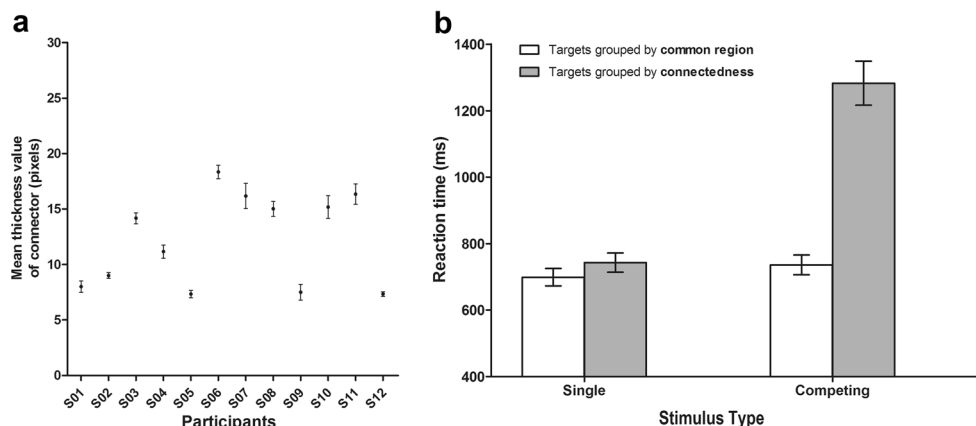 a
Mean thickness value
of connector (pixels)
30
25
20
15
10
5
0
S01 S02 S03 S04 S05 S06 S07 S08 S09 S10 S11 S12
Participants
b
Targets grouped by common region
Targets grouped by connectedness
Reaction time (ms)
1400
1200
1000
800
600
400
Single Competing
Stimulus Type